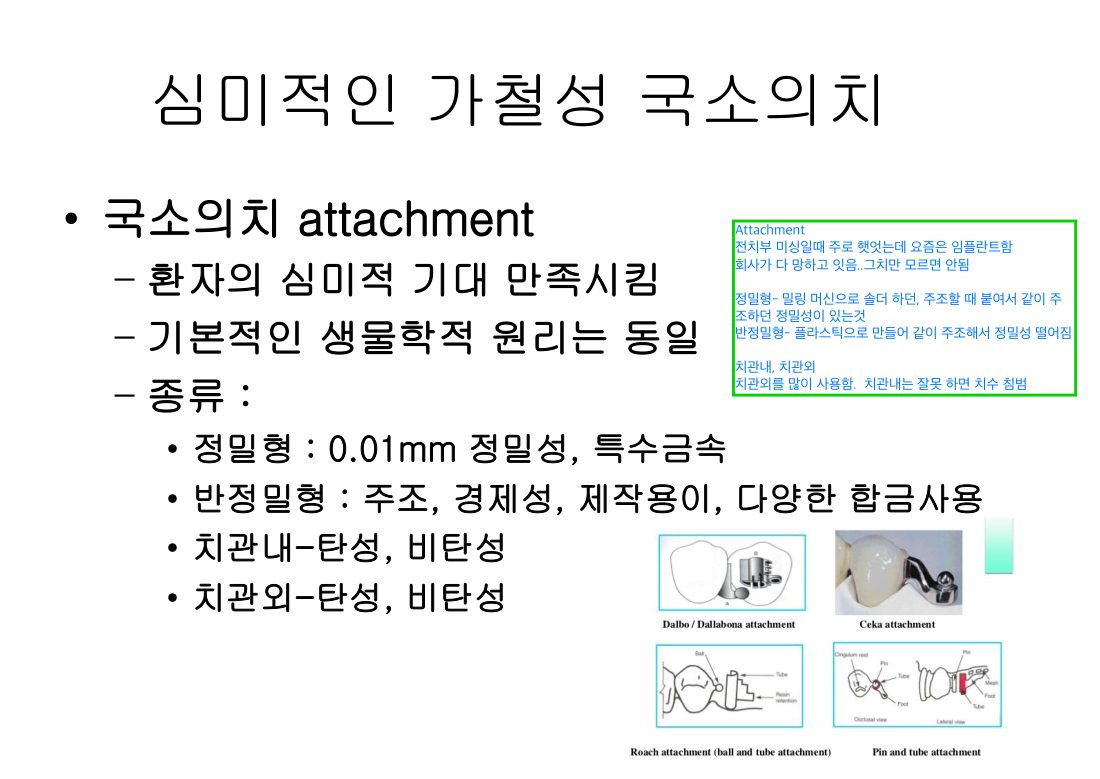 심미적인 가철성 국소의치
• 국소의치 attachment
– 환자의 심미적 기대 만족시킴
– 기본적인 생물학적 원리는 동일
– 종류 :
• 정밀형 : 0.01mm 정밀성, 특수금속
• 반정밀형 : 주조, 경제성, 제작용이, 다양한 합금사용
• 치관내-탄성, 비탄성
• 치관외-탄성, 비탄성
Attachment
전치부 미싱일때 주로 햇엇는데 요즘은 임플란트함
회사가 다 망하고 잇음..그치만 모르면 안됨
정밀형- 밀링 머신으로 솔더 하던, 주조할 때 붙여서 같이 주
조하던 정밀성이 있는것
반정밀형- 플라스틱으로 만들어 같이 주조해서 정밀성 떨어짐
치관내, 치관외
치관외를 많이 사용함.  치관내는 잘못 하면 치수 침범
B
A
Dalbo / Dallabona attachment
Ceka attachment
Ball
Tube
Resin
retention
Roach attachment (ball and tube attachment)
Cingulum rest
Pin
Tube
Foot
Occlusal view
Pin
Mesh
Foot
Tube
Lateral view
Pin and tube attachment